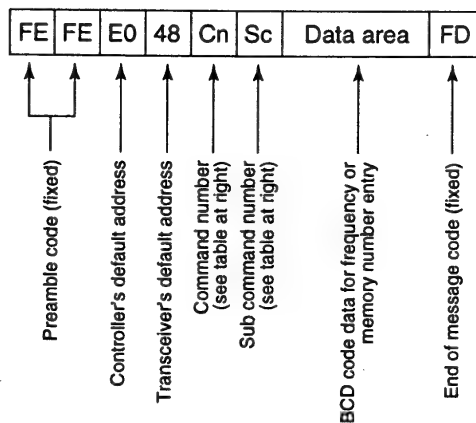 FE FE E0 48 Cn Sc Data area FD
Preamble code (fixed)
Controller's default address
Transceiver's default address
Command number
(see table at right)
Sub command number
(see table at right)
BCD code data for frequency or
memory number entry
End of message code (fixed)